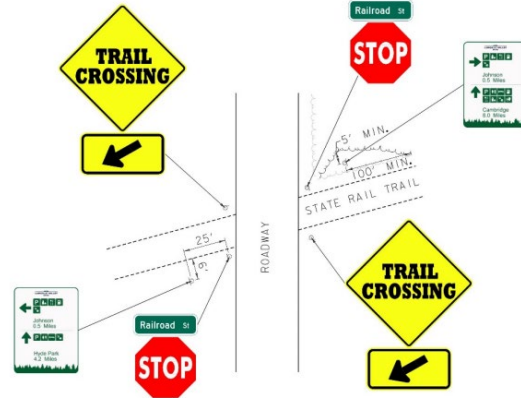 TRAIL
CROSSING
Railroad St
STOP
Johnson
0.5 Miles
Cambridge
6.0 Miles
5' MIN.
100' MIN.
STATE RAIL TRAIL
ROADWAY
25'
6'
TRAIL
CROSSING
Johnson
0.5 Miles
Hyde Park
4.2 Miles
Railroad St
STOP